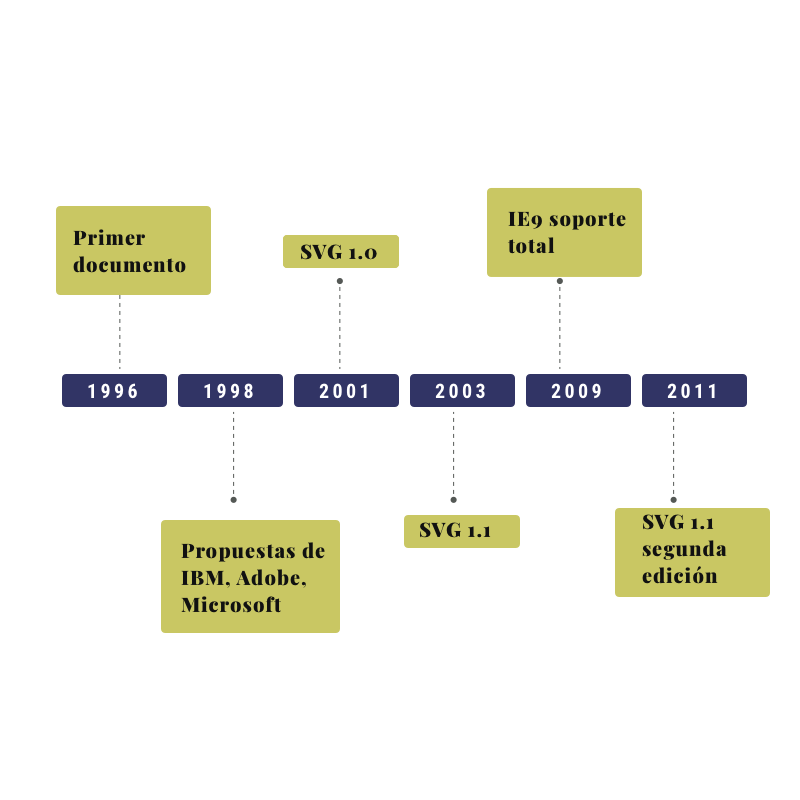 IE9 soporte
total
Primer
documento
SVG 1.0
1996
1998
2001
2003
2009
2011
SVG 1.1
segunda
edición
SVG 1.1
Propuestas de
IBM, Adobe,
Microsoft